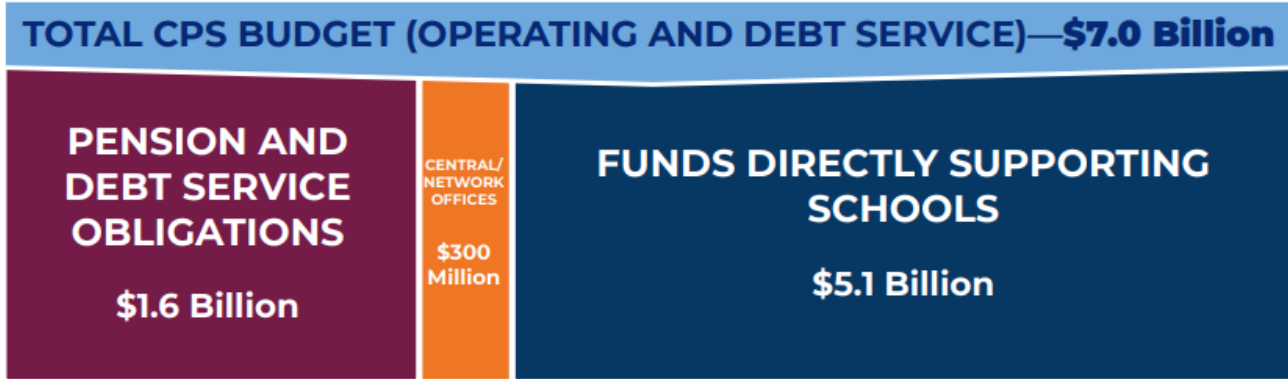 TOTAL CPS BUDGET (OPERATING AND DEBT SERVICE)—$7.0 Billion
PENSION AND
DEBT SERVICE
OBLIGATIONS
$1.6 Billion
CENTRAL/
NETWORK
OFFICES
$300
Million
FUNDS DIRECTLY SUPPORTING
SCHOOLS
$5.1 Billion